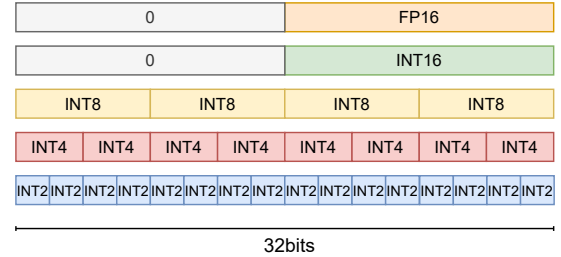 0 FP16
0 INT16
INT8 INT8 INT8 INT8
INT4 INT4 INT4 INT4 INT4 INT4 INT4 INT4
INT2 INT2 INT2 INT2 INT2 INT2 INT2 INT2 INT2 INT2 INT2 INT2 INT2 INT2 INT2 INT2
32bits